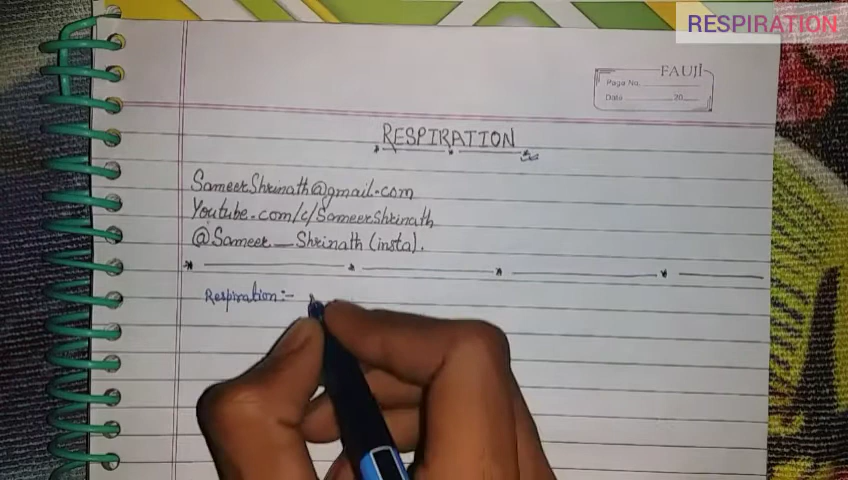 RESPIRATION
FAUJI
Page No.
Date 20
RESPIRATION
SameerShrinath@gmail.com
Youtube.com/c/SameerShrinath
@Sameer_Shrinath (insta).
Respiration:-